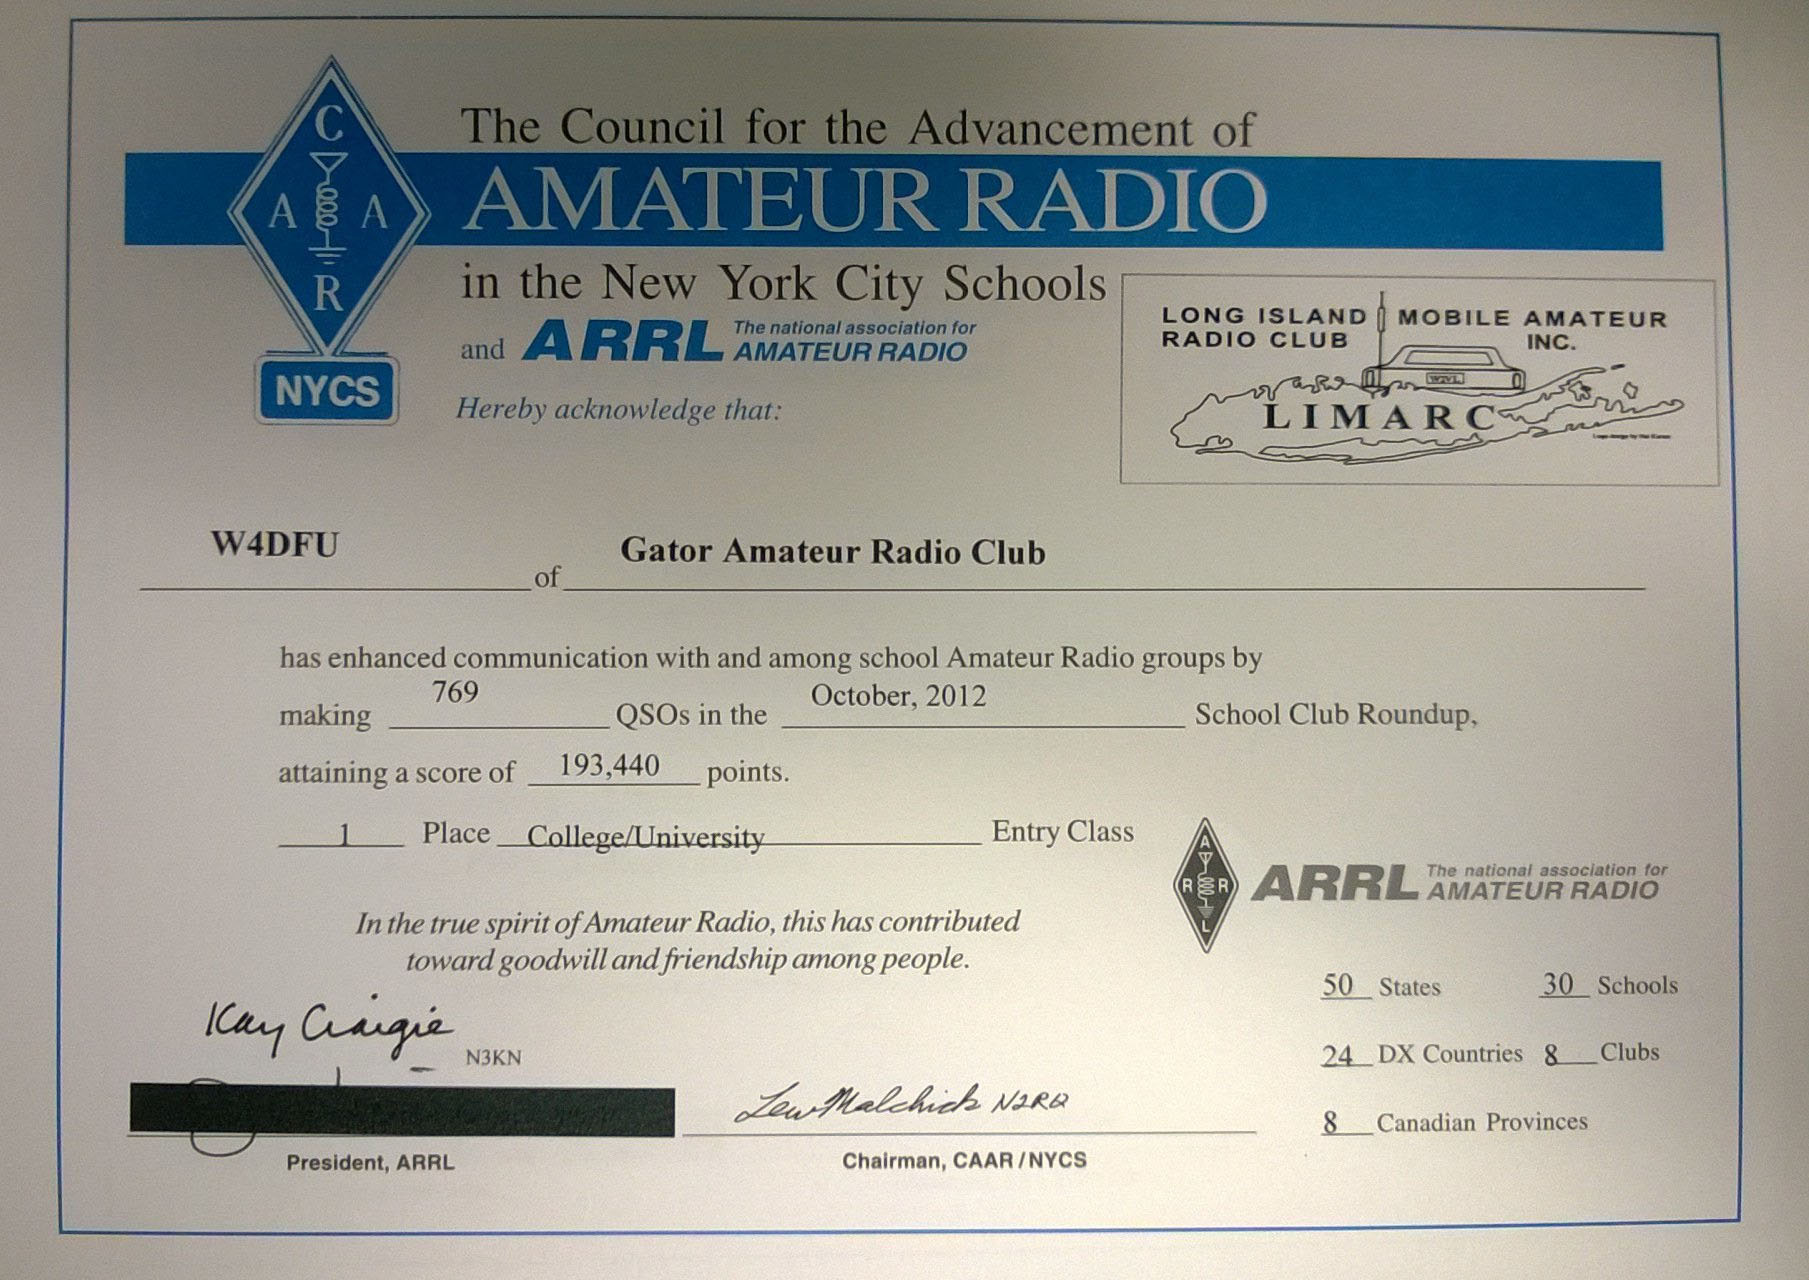 The Council for the Advancement of
AMATEUR RADIO
in the New York City Schools
and ARRL The national association for AMATEUR RADIO
Hereby acknowledge that:
C
A A
R
NYCS
LONG ISLAND MOBILE AMATEUR
RADIO CLUB INC.
W2VL
LIMARC
W4DFU of Gator Amateur Radio Club
has enhanced communication with and among school Amateur Radio groups by
making 769 QSOs in the October, 2012 School Club Roundup,
attaining a score of 193,440 points.
1 Place College/University Entry Class
A
R R
L
ARRL The national association for AMATEUR RADIO
In the true spirit of Amateur Radio, this has contributed
toward goodwill and friendship among people.
50 States 30 Schools
24 DX Countries 8 Clubs
8 Canadian Provinces
Kay Craigie N3KN
President, ARRL
Lew Malchick N2RQ
Chairman, CAAR/NYCS